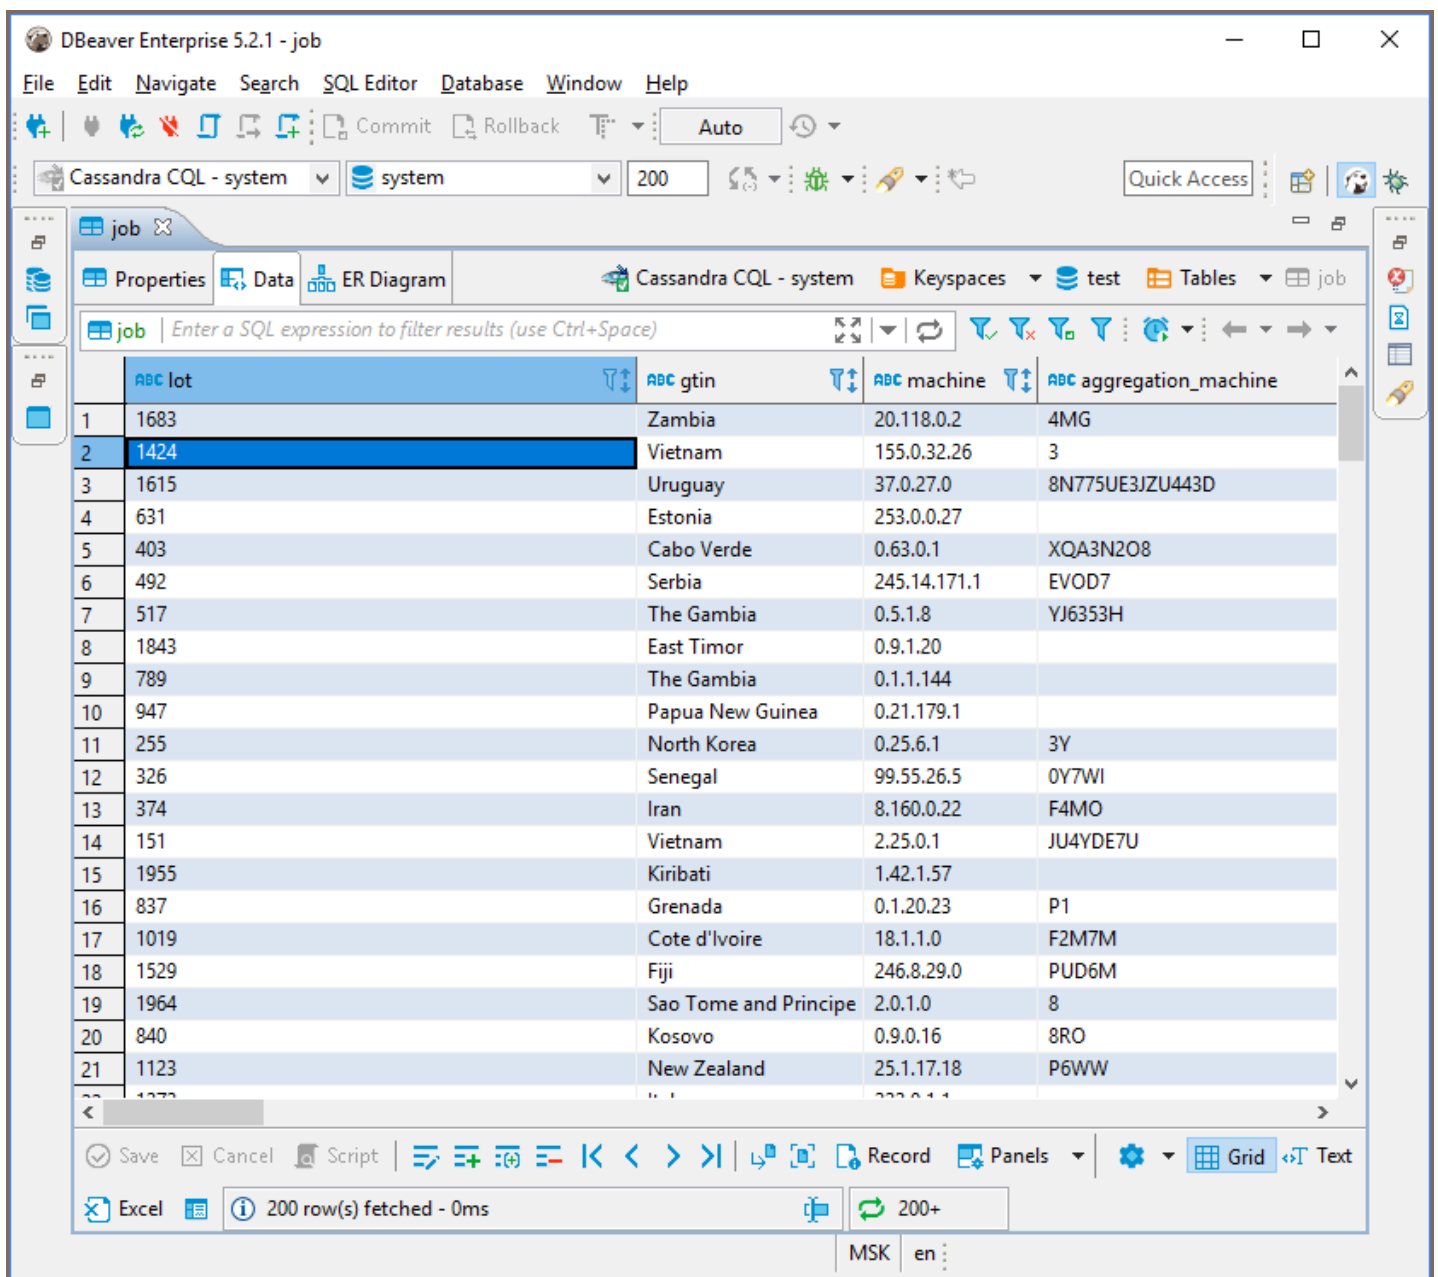 DBeaver Enterprise 5.2.1 - job
File Edit Navigate Search SQL Editor Database Window Help
Commit Rollback Auto
Cassandra CQL - system system 200 Quick Access
job
Properties Data ER Diagram Cassandra CQL - system Keyspaces test Tables job
job Enter a SQL expression to filter results (use Ctrl+Space)
ABC lot ABC gtin ABC machine ABC aggregation_machine
1 1683 Zambia 20.118.0.2 4MG
2 1424 Vietnam 155.0.32.26 3
3 1615 Uruguay 37.0.27.0 8N775UE3JZU443D
4 631 Estonia 253.0.0.27
5 403 Cabo Verde 0.63.0.1 XQA3N2O8
6 492 Serbia 245.14.171.1 EVOD7
7 517 The Gambia 0.5.1.8 YJ6353H
8 1843 East Timor 0.9.1.20
9 789 The Gambia 0.1.1.144
10 947 Papua New Guinea 0.21.179.1
11 255 North Korea 0.25.6.1 3Y
12 326 Senegal 99.55.26.5 0Y7WI
13 374 Iran 8.160.0.22 F4MO
14 151 Vietnam 2.25.0.1 JU4YDE7U
15 1955 Kiribati 1.42.1.57
16 837 Grenada 0.1.20.23 P1
17 1019 Cote d'Ivoire 18.1.1.0 F2M7M
18 1529 Fiji 246.8.29.0 PUD6M
19 1964 Sao Tome and Principe 2.0.1.0 8
20 840 Kosovo 0.9.0.16 8RO
21 1123 New Zealand 25.1.17.18 P6WW
Save Cancel Script Record Panels Grid Text
Excel 200 row(s) fetched - 0ms 200+
MSK en